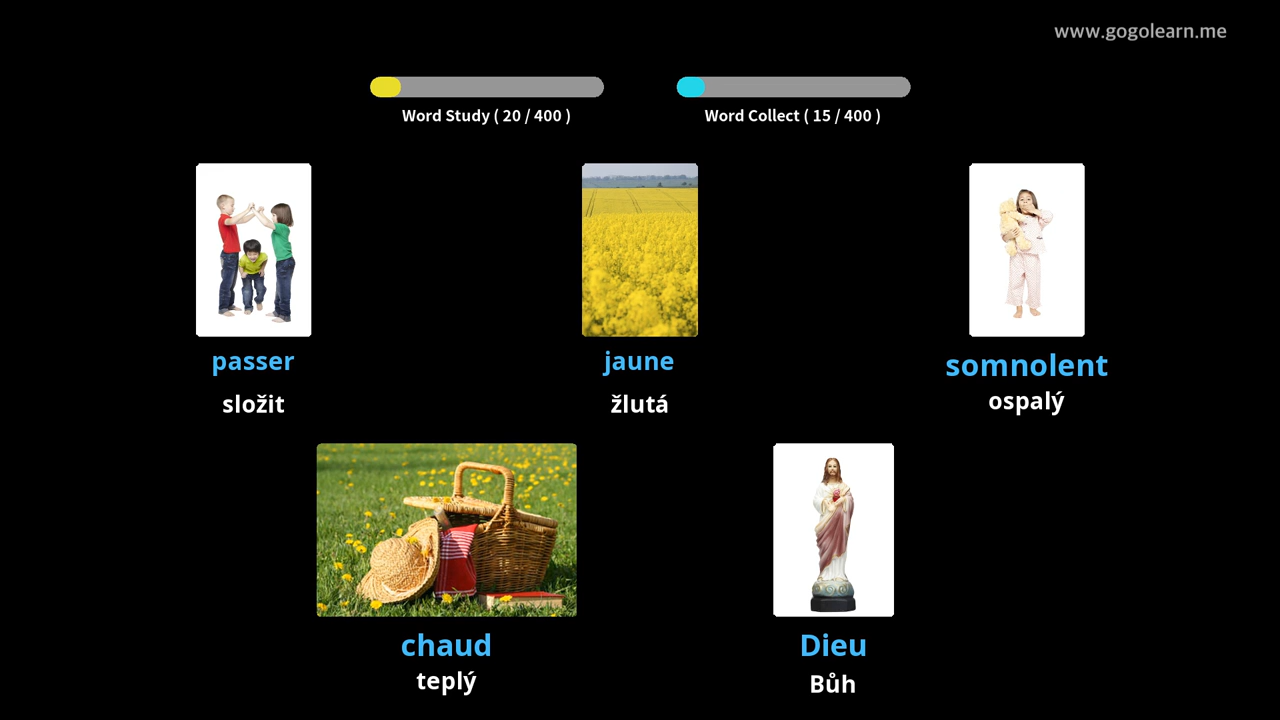 www.gogolearn.me
Word Study ( 20 / 400 )
Word Collect ( 15 / 400 )
passer
složit
jaune
žlutá
somnolent
ospalý
chaud
teplý
Dieu
Bůh